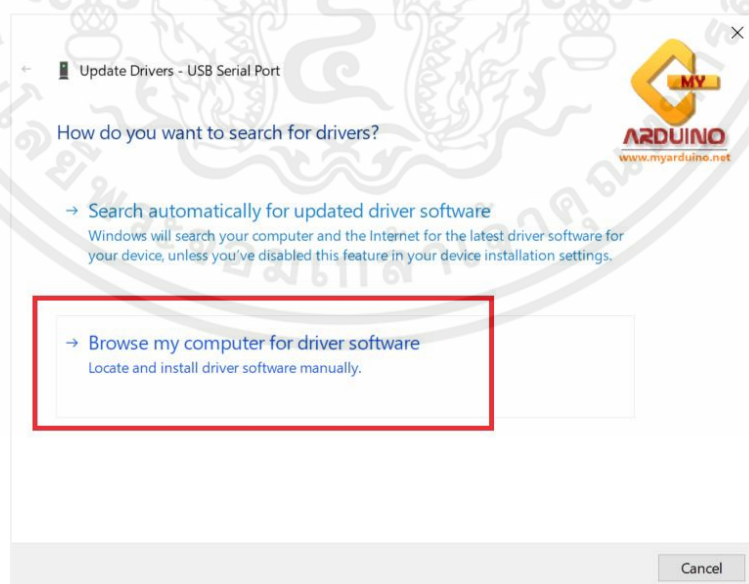 Update Drivers - USB Serial Port
MY
ARDUINO
www.myarduino.net
How do you want to search for drivers?
→ Search automatically for updated driver software
Windows will search your computer and the Internet for the latest driver software for
your device, unless you've disabled this feature in your device installation settings.
→ Browse my computer for driver software
Locate and install driver software manually.
Cancel